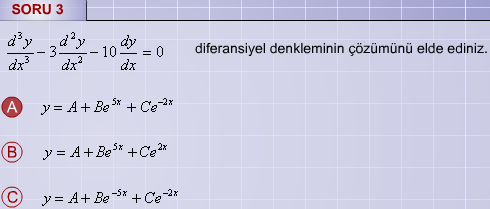 SORU 3
d³y/dx³ − 3 d²y/dx² − 10 dy/dx = 0 diferansiyel denkleminin çözümünü elde ediniz.
A y = A + Be^{5x} + Ce^{-2x}
B y = A + Be^{5x} + Ce^{2x}
C y = A + Be^{-5x} + Ce^{-2x}